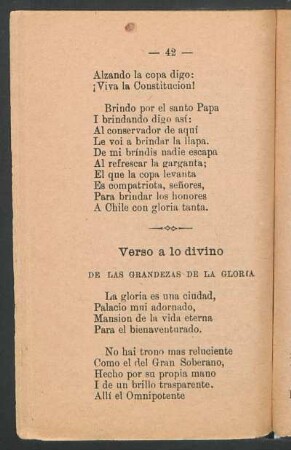 — 42 —
Alzando la copa digo:
¡Viva la Constitucion!
Brindo por el santo Papa
I brindando digo así:
Al conservador de aquí
Le voi a brindar la llapa.
De mi bríndis nadie escapa
Al refrescar la garganta;
El que la copa levanta
Es compatriota, señores,
Para brindar los honores
A Chile con gloria tanta.
Verso a lo divino
DE LAS GRANDEZAS DE LA GLORIA
La gloria es una ciudad,
Palacio mui adornado,
Mansion de la vida eterna
Para el bienaventurado.
No hai trono mas reluciente
Como el del Gran Soberano,
Hecho por su propia mano
I de un brillo trasparente.
Allí el Omnipotente